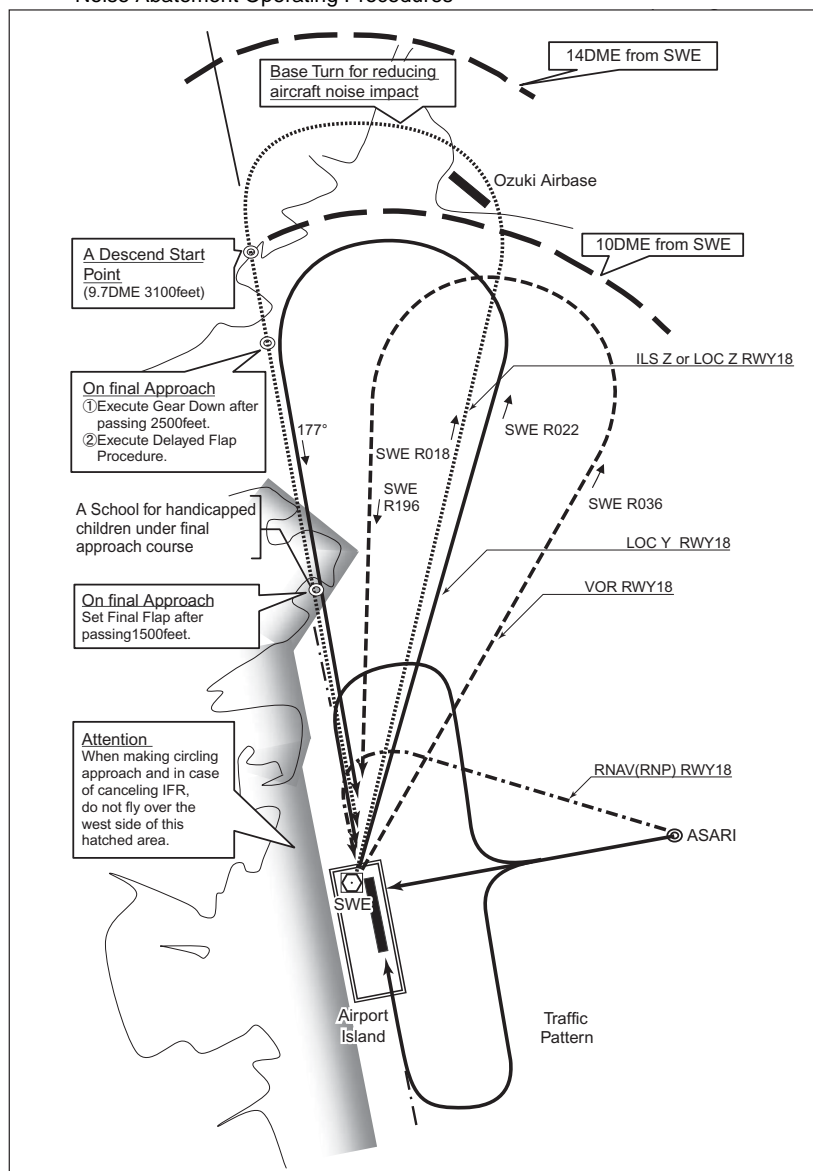 Noise Abatement Operating Procedures
14DME from SWE
Base Turn for reducing
aircraft noise impact
Ozuki Airbase
10DME from SWE
A Descend Start
Point
(9.7DME 3100feet)
ILS Z or LOC Z RWY18
On final Approach
①Execute Gear Down after
passing 2500feet.
②Execute Delayed Flap
Procedure.
177°
SWE R018
SWE R022
SWE
R196
SWE R036
A School for handicapped
children under final
approach course
LOC Y RWY18
VOR RWY18
On final Approach
Set Final Flap after
passing1500feet.
Attention
When making circling
approach and in case
of canceling IFR,
do not fly over the
west side of this
hatched area.
RNAV(RNP) RWY18
ASARI
SWE
Airport
Island
Traffic
Pattern